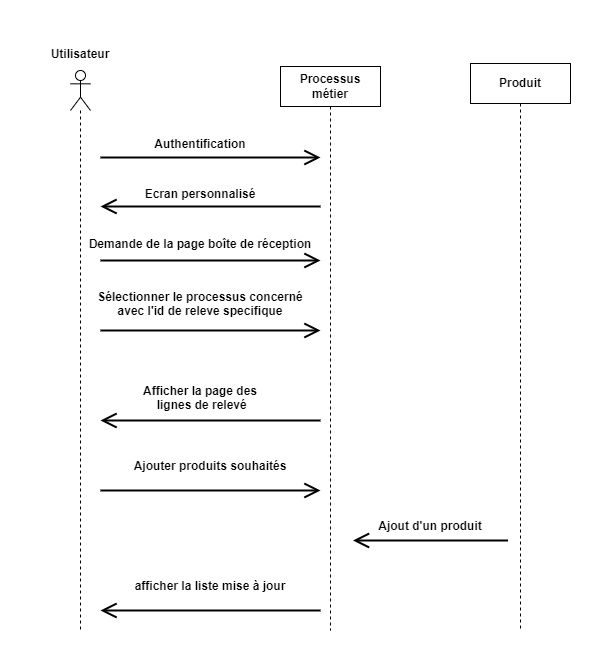 Utilisateur
Processus
métier
Produit
Authentification
Ecran personnalisé
Demande de la page boîte de réception
Sélectionner le processus concerné
avec l'id de releve specifique
Afficher la page des
lignes de relevé
Ajouter produits souhaités
Ajout d'un produit
afficher la liste mise à jour